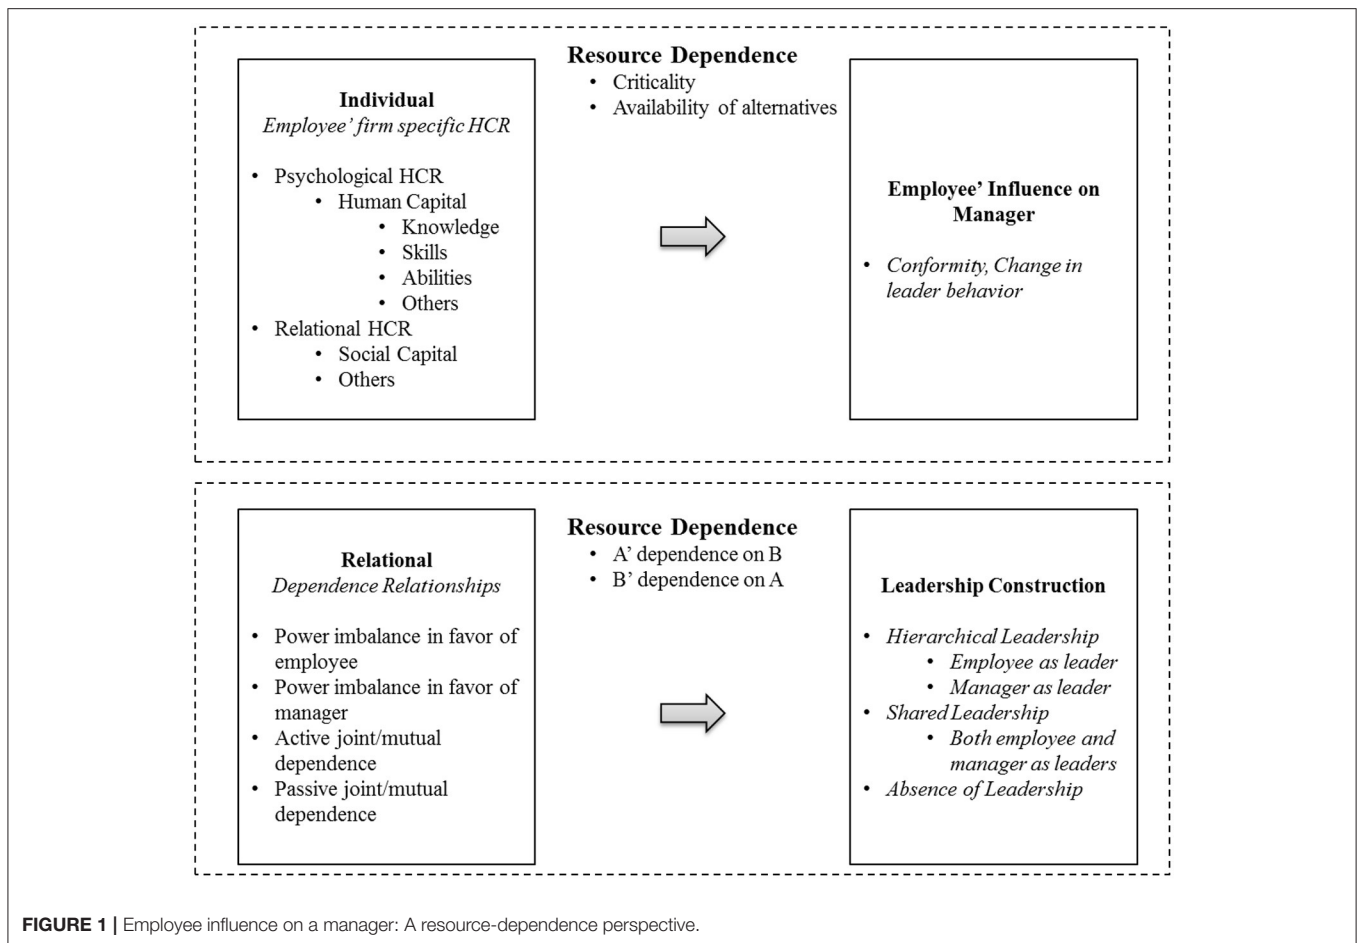 Resource Dependence
• Criticality
• Availability of alternatives
Individual
Employee' firm specific HCR
• Psychological HCR
• Human Capital
• Knowledge
• Skills
• Abilities
• Others
• Relational HCR
• Social Capital
• Others
Employee' Influence on
Manager
• Conformity, Change in
leader behavior
Resource Dependence
• A' dependence on B
• B' dependence on A
Relational
Dependence Relationships
• Power imbalance in favor of
employee
• Power imbalance in favor of
manager
• Active joint/mutual
dependence
• Passive joint/mutual
dependence
Leadership Construction
• Hierarchical Leadership
• Employee as leader
• Manager as leader
• Shared Leadership
• Both employee and
manager as leaders
• Absence of Leadership
FIGURE 1 | Employee influence on a manager: A resource-dependence perspective.